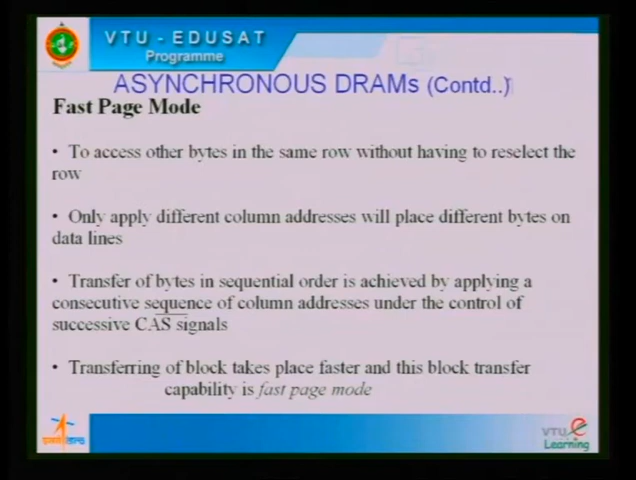 VTU - EDUSAT
Programme
ASYNCHRONOUS DRAMs (Contd..)
Fast Page Mode
• To access other bytes in the same row without having to reselect the
row
• Only apply different column addresses will place different bytes on
data lines
• Transfer of bytes in sequential order is achieved by applying a
consecutive sequence of column addresses under the control of
successive CAS signals
• Transferring of block takes place faster and this block transfer
capability is fast page mode
VTU e
Learning